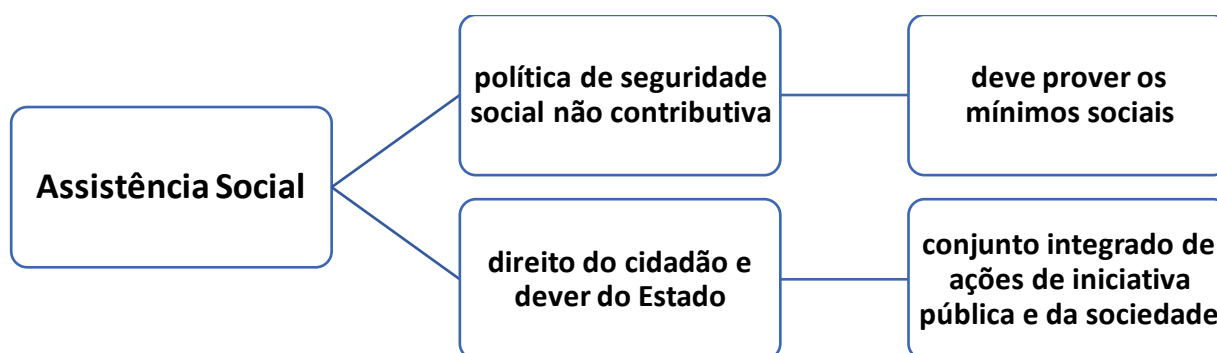 Assistência Social
política de seguridade
social não contributiva
deve prover os
mínimos sociais
direito do cidadão e
dever do Estado
conjunto integrado de
ações de iniciativa
pública e da sociedade